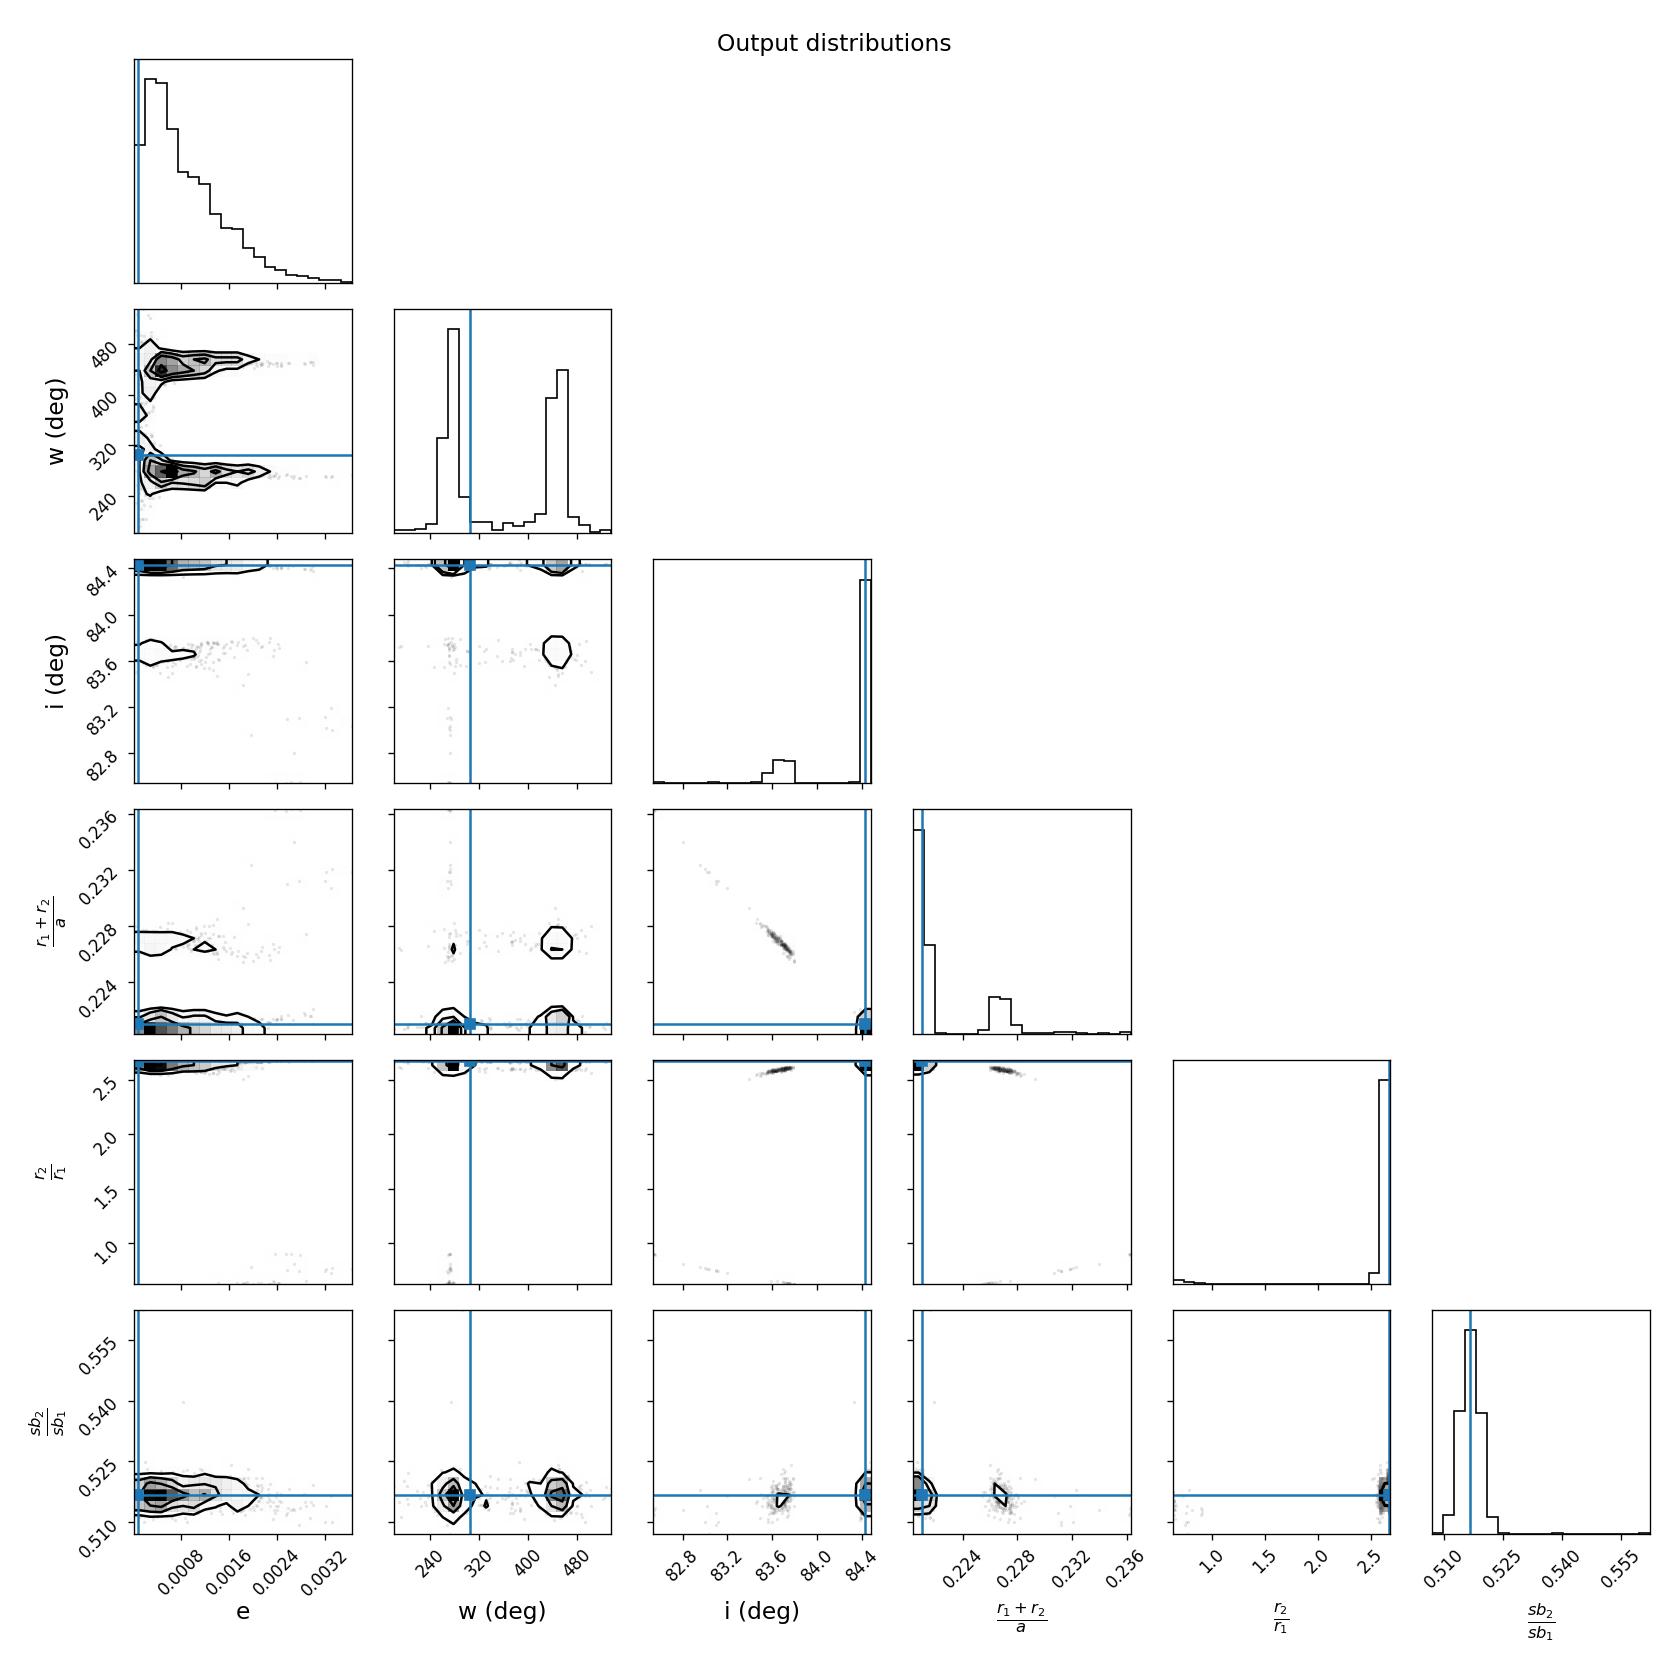 Output distributions
w (deg)
480
400
320
240
i (deg)
84.4
84.0
83.6
83.2
82.8
r₁ + r₂
a
0.236
0.232
0.228
0.224
r₂
r₁
2.5
2.0
1.5
1.0
sb₂
sb₁
0.555
0.540
0.525
0.510
0.0008 0.0016 0.0024 0.0032
240 320 400 480
82.8 83.2 83.6 84.0 84.4
0.224 0.228 0.232 0.236
1.0 1.5 2.0 2.5
0.510 0.525 0.540 0.555
e
w (deg)
i (deg)
r₁ + r₂
a
r₂
r₁
sb₂
sb₁